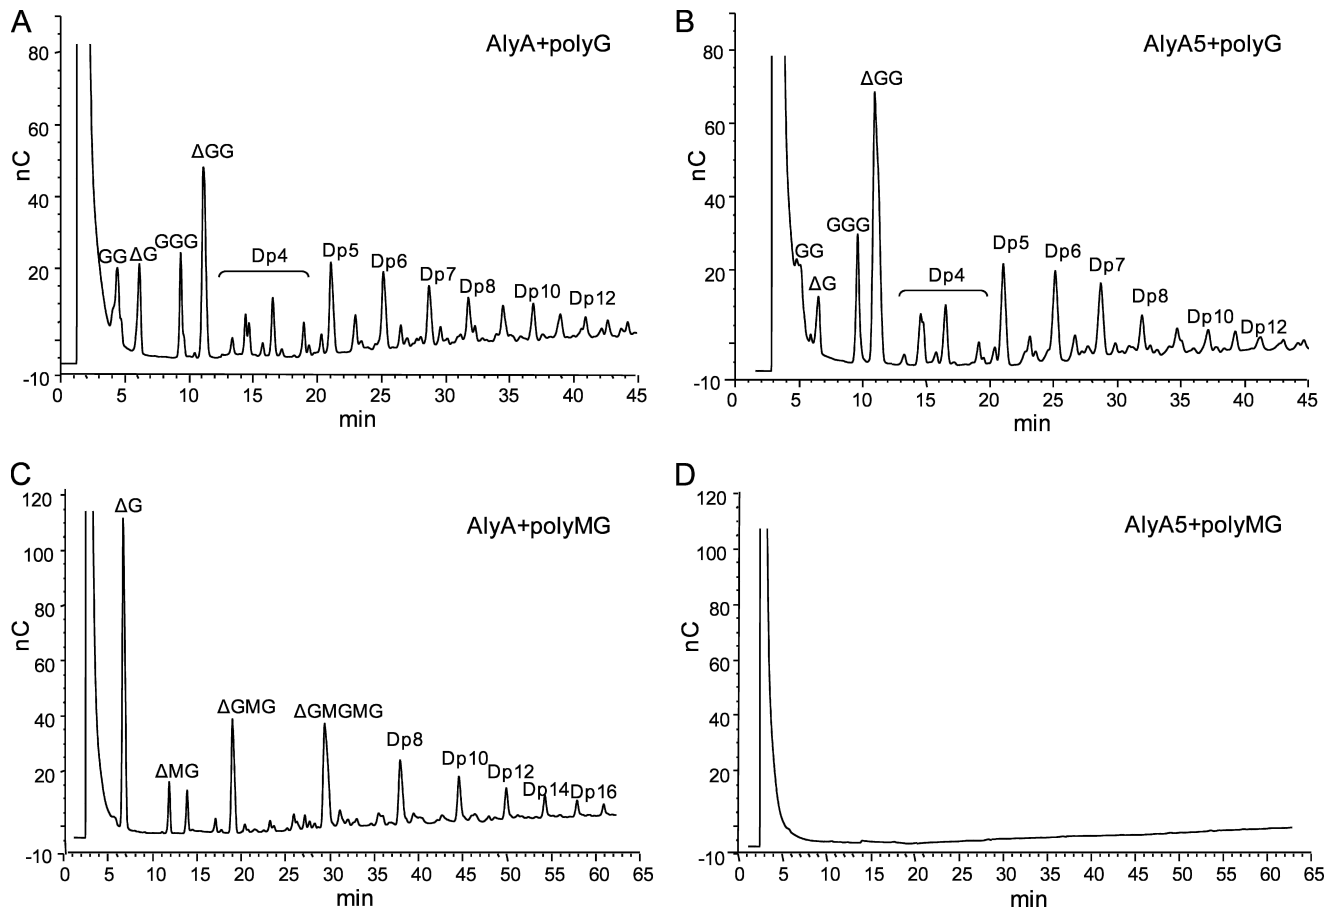 A
AlyA+polyG
80
60
40
20
-10
nC
GG
ΔG
GGG
ΔGG
Dp4
Dp5
Dp6
Dp7
Dp8
Dp10
Dp12
0 5 10 15 20 25 30 35 40 45
min
B
AlyA5+polyG
80
60
40
20
-10
nC
GG
ΔG
GGG
ΔGG
Dp4
Dp5
Dp6
Dp7
Dp8
Dp10
Dp12
0 5 10 15 20 25 30 35 40 45
min
C
AlyA+polyMG
120
100
80
60
40
20
-10
nC
ΔG
ΔMG
ΔGMG
ΔGMGMG
Dp8
Dp10
Dp12
Dp14
Dp16
0 5 10 15 20 25 30 35 40 45 50 55 60 65
min
D
AlyA5+polyMG
120
100
80
60
40
20
-10
nC
0 5 10 15 20 25 30 35 40 45 50 55 60 65
min